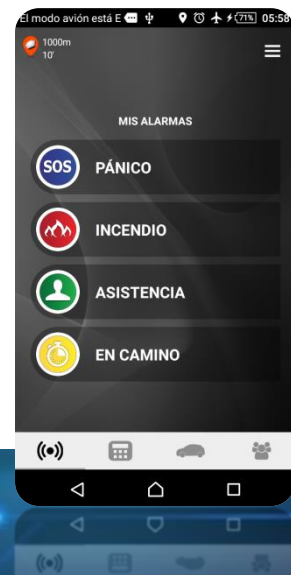 El modo avión está E 71% 05:58
1000m
10'
MIS ALARMAS
SOS PÁNICO
INCENDIO
ASISTENCIA
EN CAMINO